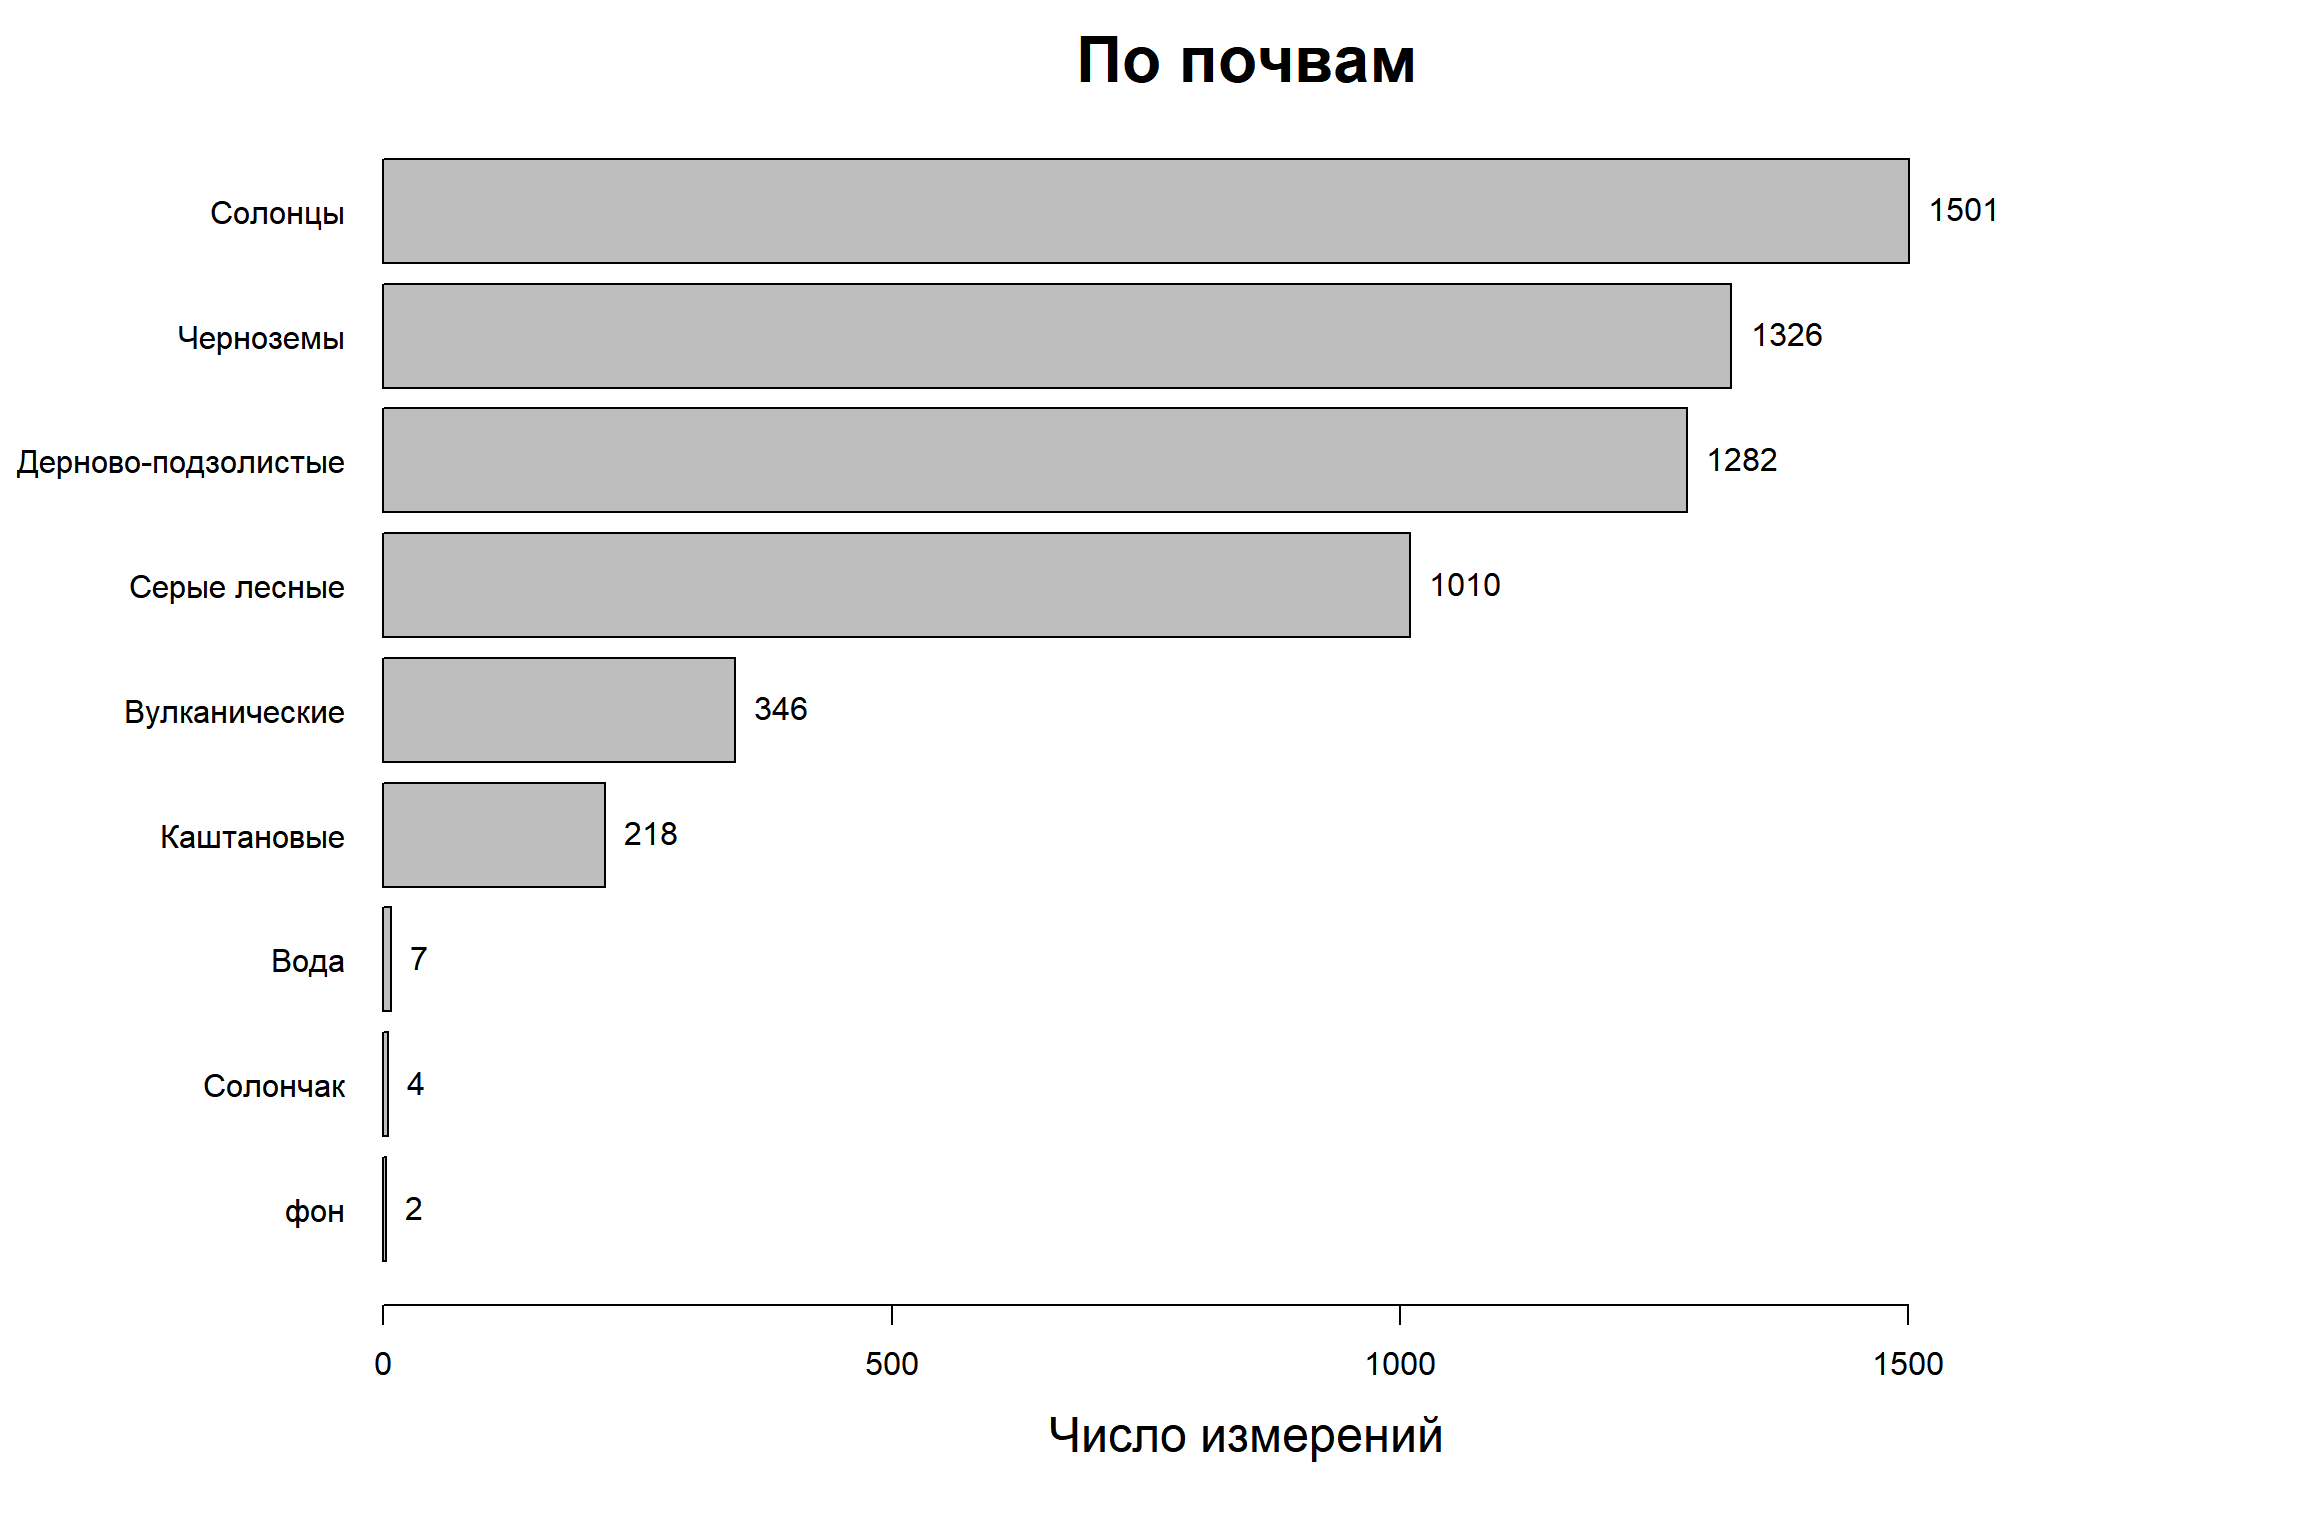 По почвам
Солонцы 1501
Черноземы 1326
Дерново-подзолистые 1282
Серые лесные 1010
Вулканические 346
Каштановые 218
Вода 7
Солончак 4
фон 2
0 500 1000 1500
Число измерений